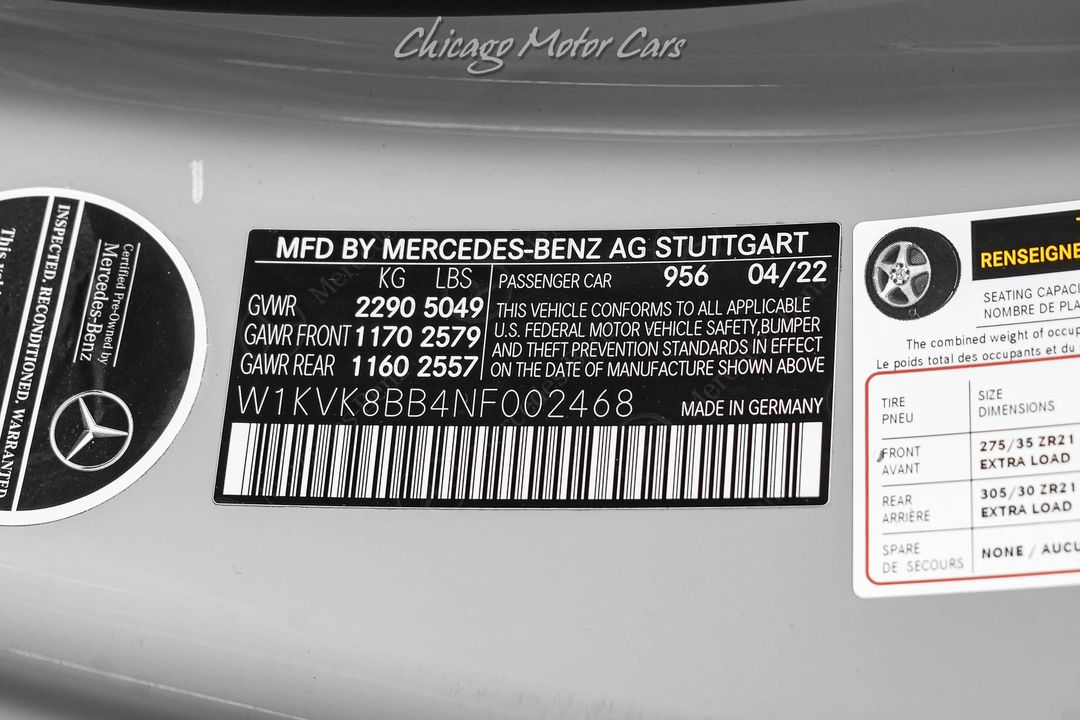 Chicago Motor Cars
This
INSPECTED, RECONDITIONED, WARRANTED
Certified Pre-Owned by
Mercedes-Benz
MFD BY MERCEDES-BENZ AG STUTTGART
KG LBS
GVWR 2290 5049
GAWR FRONT 1170 2579
GAWR REAR 1160 2557
PASSENGER CAR 956 04/22
THIS VEHICLE CONFORMS TO ALL APPLICABLE
U.S. FEDERAL MOTOR VEHICLE SAFETY,BUMPER
AND THEFT PREVENTION STANDARDS IN EFFECT
ON THE DATE OF MANUFACTURE SHOWN ABOVE
W1KVK8BB4NF002468 MADE IN GERMANY
RENSEIGNE
SEATING CAPACI
NOMBRE DE PLA
The combined weight of occup
Le poids total des occupants et du
TIRE SIZE
PNEU DIMENSIONS
FRONT 275/35 ZR21
AVANT EXTRA LOAD
REAR 305/30 ZR21
ARRIÈRE EXTRA LOAD
SPARE NONE / AUCU
DE SECOURS